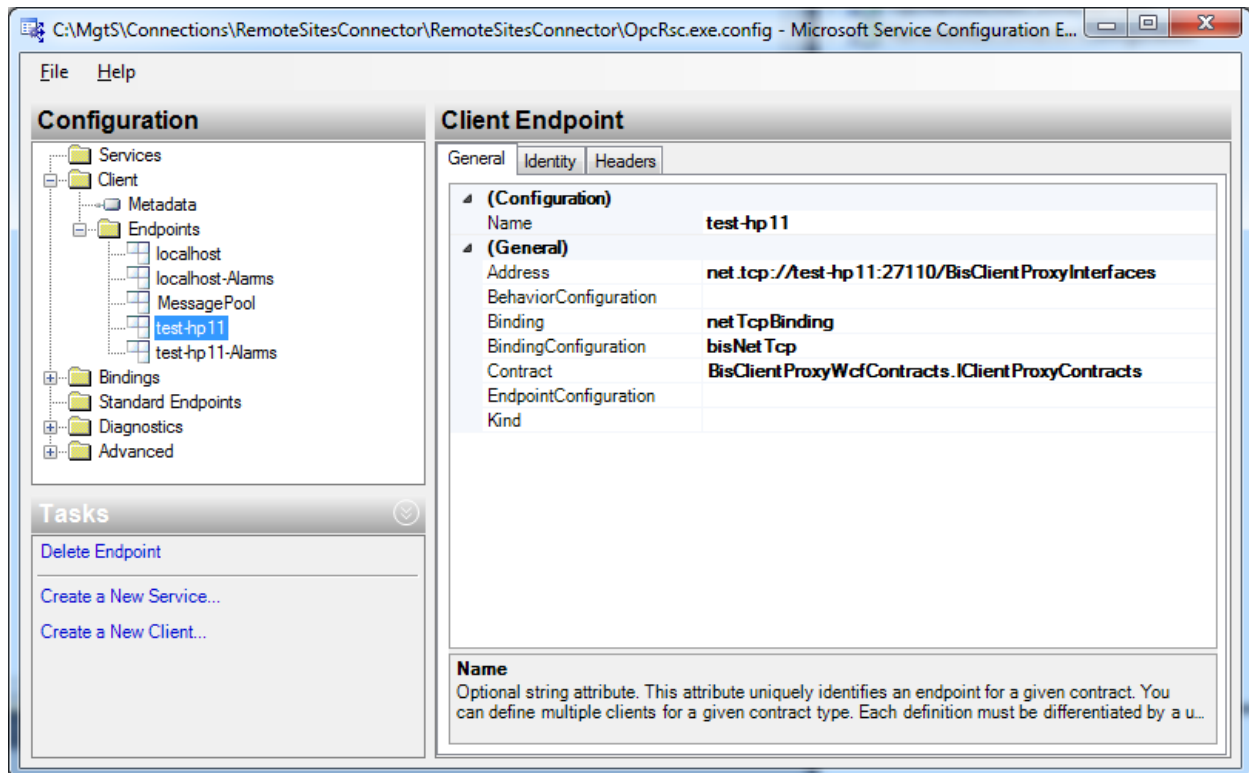 C:\MgtS\Connections\RemoteSitesConnector\RemoteSitesConnector\OpcRsc.exe.config - Microsoft Service Configuration E...
File Help
Configuration
Services
Client
Metadata
Endpoints
localhost
localhost-Alarms
MessagePool
test-hp11
test-hp11-Alarms
Bindings
Standard Endpoints
Diagnostics
Advanced
Tasks
Delete Endpoint
Create a New Service...
Create a New Client...
Client Endpoint
General Identity Headers
(Configuration)
Name test-hp11
(General)
Address net.tcp://test-hp11:27110/BisClientProxyInterfaces
BehaviorConfiguration
Binding netTcpBinding
BindingConfiguration bisNetTcp
Contract BisClientProxyWcfContracts.IClientProxyContracts
EndpointConfiguration
Kind
Name
Optional string attribute. This attribute uniquely identifies an endpoint for a given contract. You
can define multiple clients for a given contract type. Each definition must be differentiated by a u...